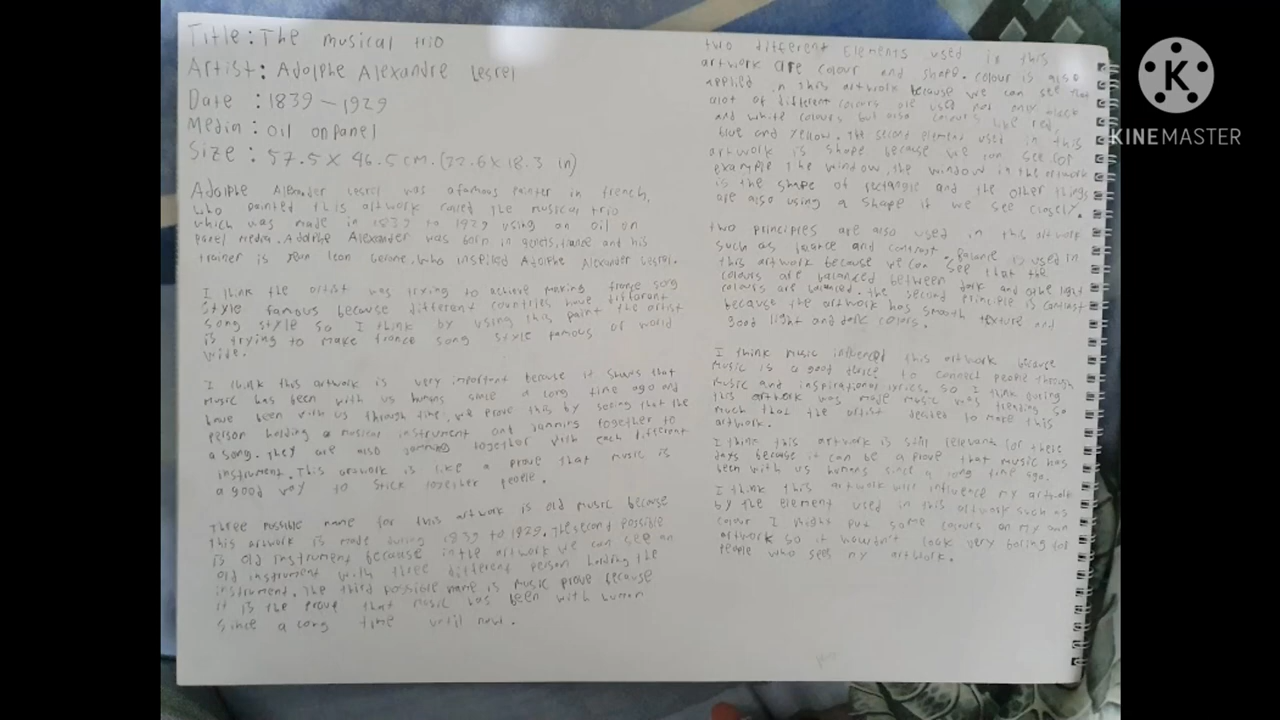 Title: The musical trio
Artist: Adolphe Alexandre Lesrel
Date : 1839-1929
Media: oil on panel
Size : 57.5 X 46.5 cm. (22.6 X 18.3 in)
Adolphe Alexander Lesrel was a famous painter in french,
who painted this artwork called The musical trio
which was made in 1839 to 1929 using an oil on
panel media. Adolphe Alexander was born in france and his
trainer is who inspired Adolphe Alexander Lesrel.
I think the artist was trying to achieve making france song
style famous because different countries have different
song style so I think by using this paint the artist
is trying to make france song style famous of world
wide.
I think this artwork is very important because it shows that
music has been with us humans since a long time ago and
have been with us through time. We prove this by seeing that the
person holding a musical instrument and jamming together to
a song. They are also jamming together with each different
instrument. This artwork is like a prove that music is
a good way to stick together people.
Three possible name for this artwork is old music because
this artwork is made during 1839 to 1929. The second possible
is old instrument because in the artwork we can see an
old instrument with three different person holding the
instrument. The third possible name is music prove because
it is the prove that music has been with human
since a long time until now.
two different Elements used is this
artwork are colour and shape. Colour is also
applied in this artwork because we can see that
alot of different colours are used not only black
and white colours but also colours like red,
blue and yellow. The second element used in this
artwork is shape because we can see for
example the window, the window in the artwork
is the shape of rectangle and the other things
are also using a shape if we see closely.
two principles are also used in this artwork
such as balance and contrast. Balance is used in
this artwork because we can see that the
colours are balanced between dark and light
colours are the second principle is contrast
because the artwork has smooth texture and
good light and dark colors.
I think music influenced this artwork because
music is a good to connect people through
music and inspirational lyrics. So I think during
this artwork was made music was trending so
much that the artist decided to make this
artwork.
I think this artwork is still relevant for these
days because it can be a prove that music has
been with us humans since a long time ago.
I think this artwork will influence my artwork
by the element used in this artwork such as
colour I might put some colours on my own
artwork so it wouldn't look very boring for
people who sees my artwork.
KINEMASTER